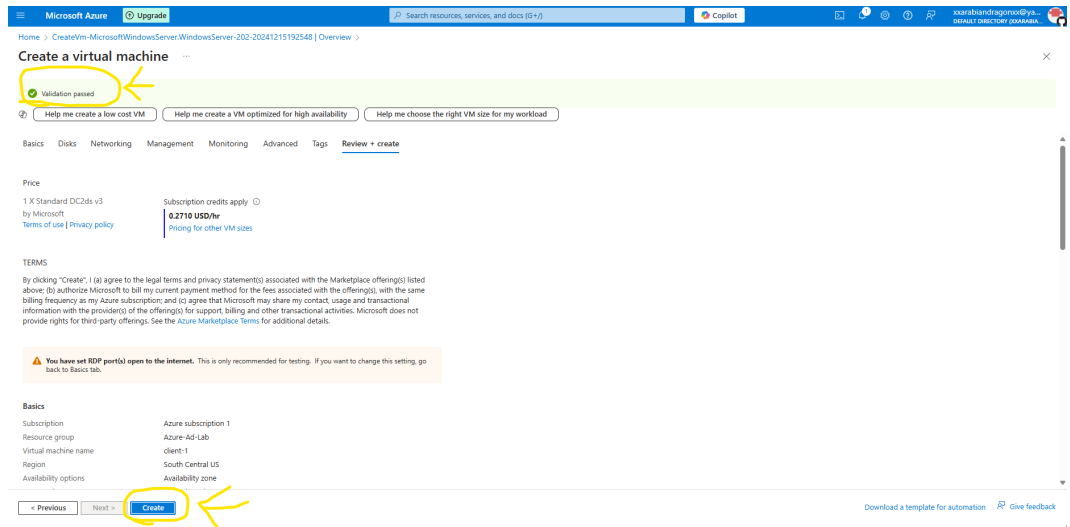 Microsoft Azure
Upgrade
Search resources, services, and docs (G+/)
Copilot
1
xxarabiandragonxx@ya...
DEFAULT DIRECTORY (XXARABIA...
Home > CreateVm-MicrosoftWindowsServer.WindowsServer-202-20241215192548 | Overview >
Create a virtual machine ...
Validation passed
Help me create a low cost VM
Help me create a VM optimized for high availability
Help me choose the right VM size for my workload
Basics Disks Networking Management Monitoring Advanced Tags Review + create
Price
1 X Standard DC2ds v3
by Microsoft
Terms of use | Privacy policy
Subscription credits apply
0.2710 USD/hr
Pricing for other VM sizes
TERMS
By clicking "Create", I (a) agree to the legal terms and privacy statement(s) associated with the Marketplace offering(s) listed
above; (b) authorize Microsoft to bill my current payment method for the fees associated with the offering(s), with the same
billing frequency as my Azure subscription; and (c) agree that Microsoft may share my contact, usage and transactional
information with the provider(s) of the offering(s) for support, billing and other transactional activities. Microsoft does not
provide rights for third-party offerings. See the Azure Marketplace Terms for additional details.
You have set RDP port(s) open to the internet. This is only recommended for testing. If you want to change this setting, go
back to Basics tab.
Basics
Subscription Azure subscription 1
Resource group Azure-Ad-Lab
Virtual machine name client-1
Region South Central US
Availability options Availability zone
< Previous
Next >
Create
Download a template for automation
Give feedback